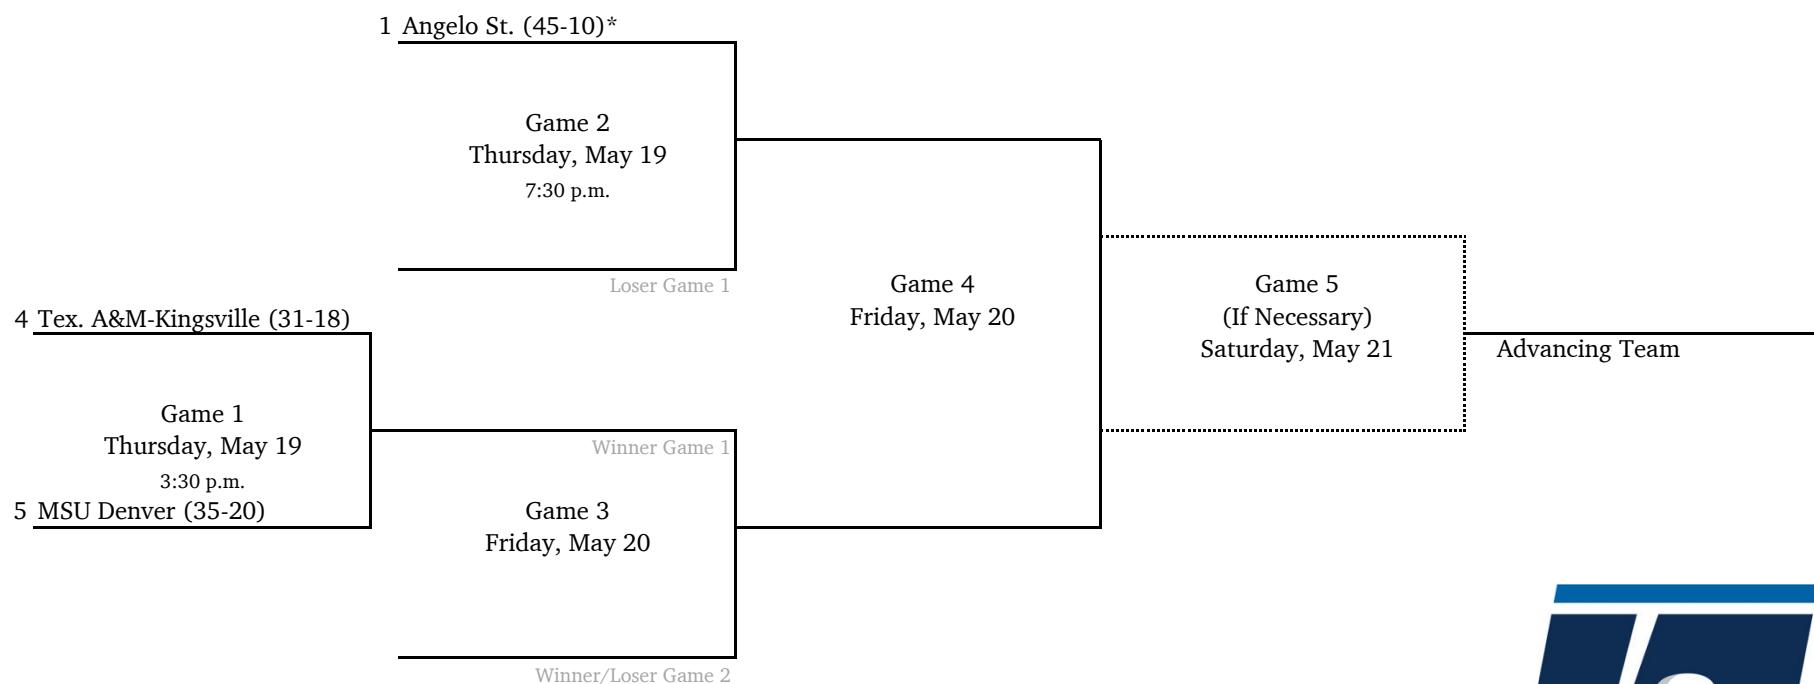 1 Angelo St. (45-10)*
Game 2
Thursday, May 19
7:30 p.m.
Loser Game 1
4 Tex. A&M-Kingsville (31-18)
Game 1
Thursday, May 19
3:30 p.m.
5 MSU Denver (35-20)
Winner Game 1
Game 3
Friday, May 20
Winner/Loser Game 2
Game 4
Friday, May 20
Game 5
(If Necessary)
Saturday, May 21
Advancing Team